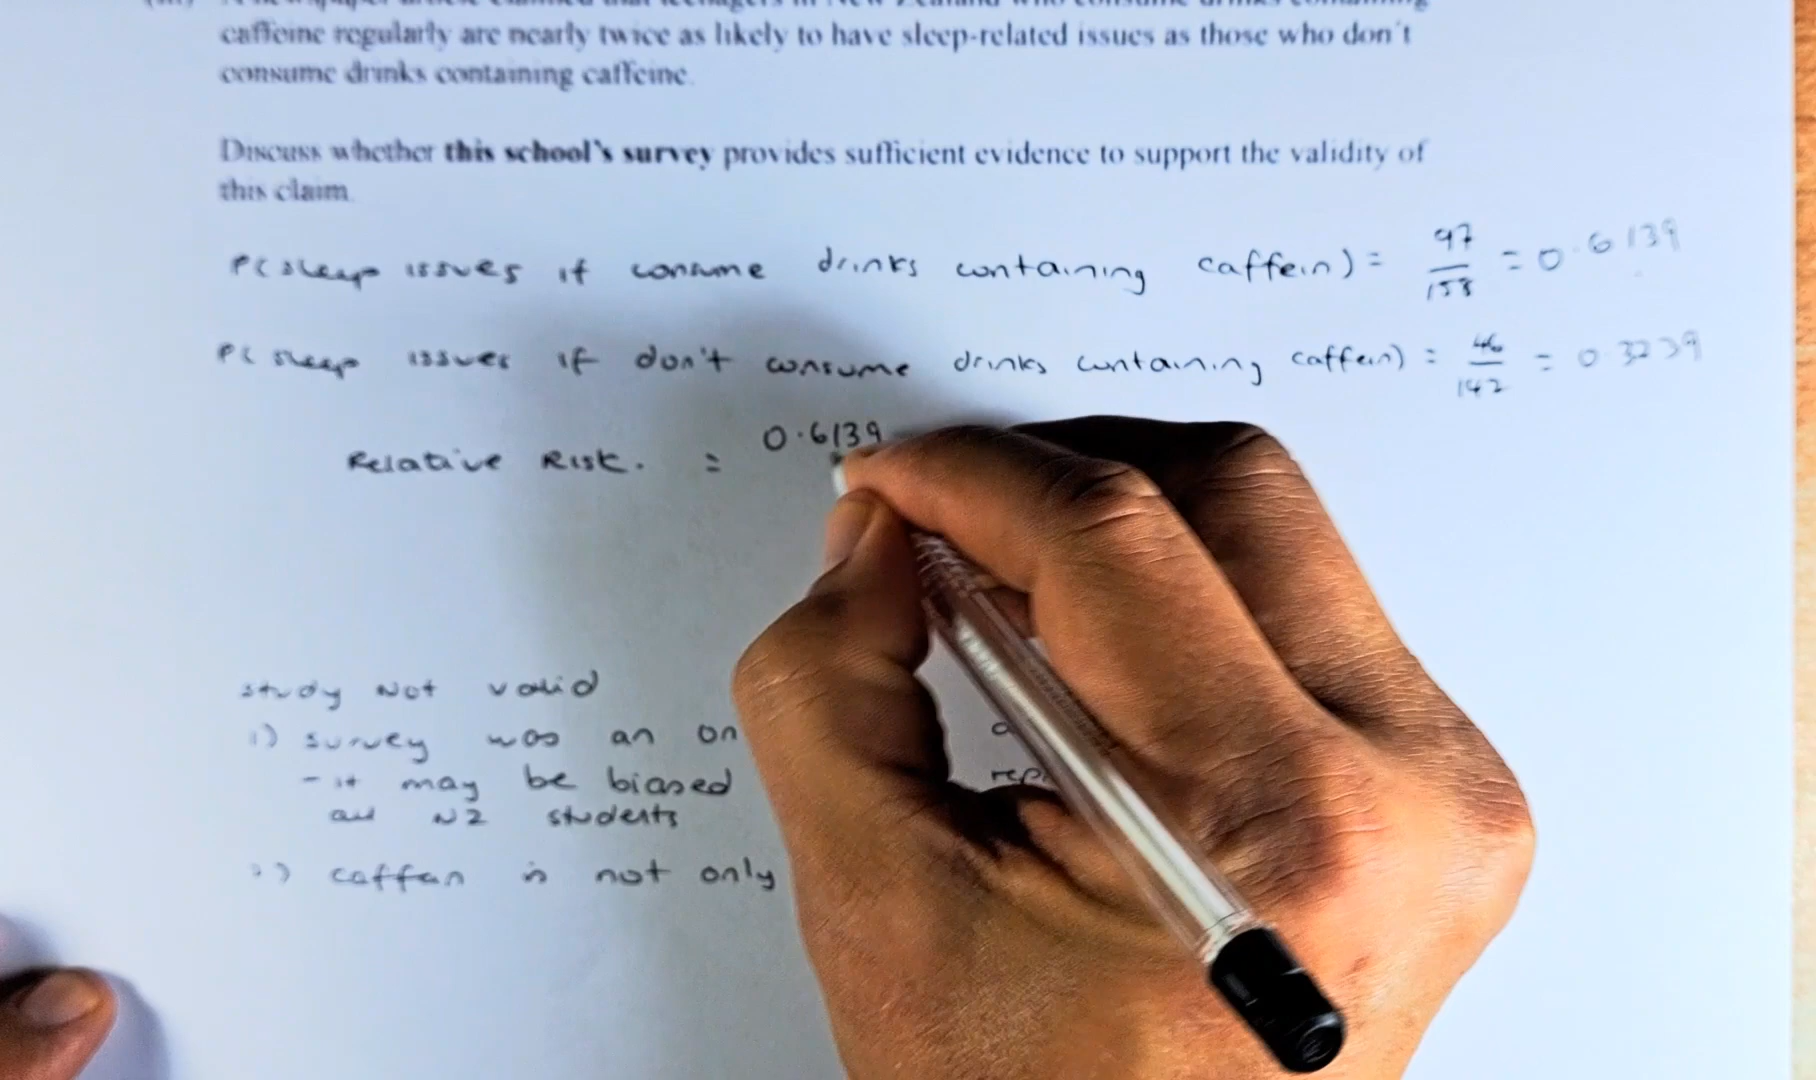 caffeine regularly are nearly twice as likely to have sleep-related issues as those who don't
consume drinks containing caffeine.
Discuss whether this school's survey provides sufficient evidence to support the validity of
this claim.
P(sleep issues if consume drinks containing caffein) = 97/158 = 0.6139
P(sleep issues if don't consume drinks containing caffein) = 46/142 = 0.3239
Relative Risk. = 0.6139
study Not valid
1) survey was an on
- it may be biased rep
all NZ students
2) caffen is not only